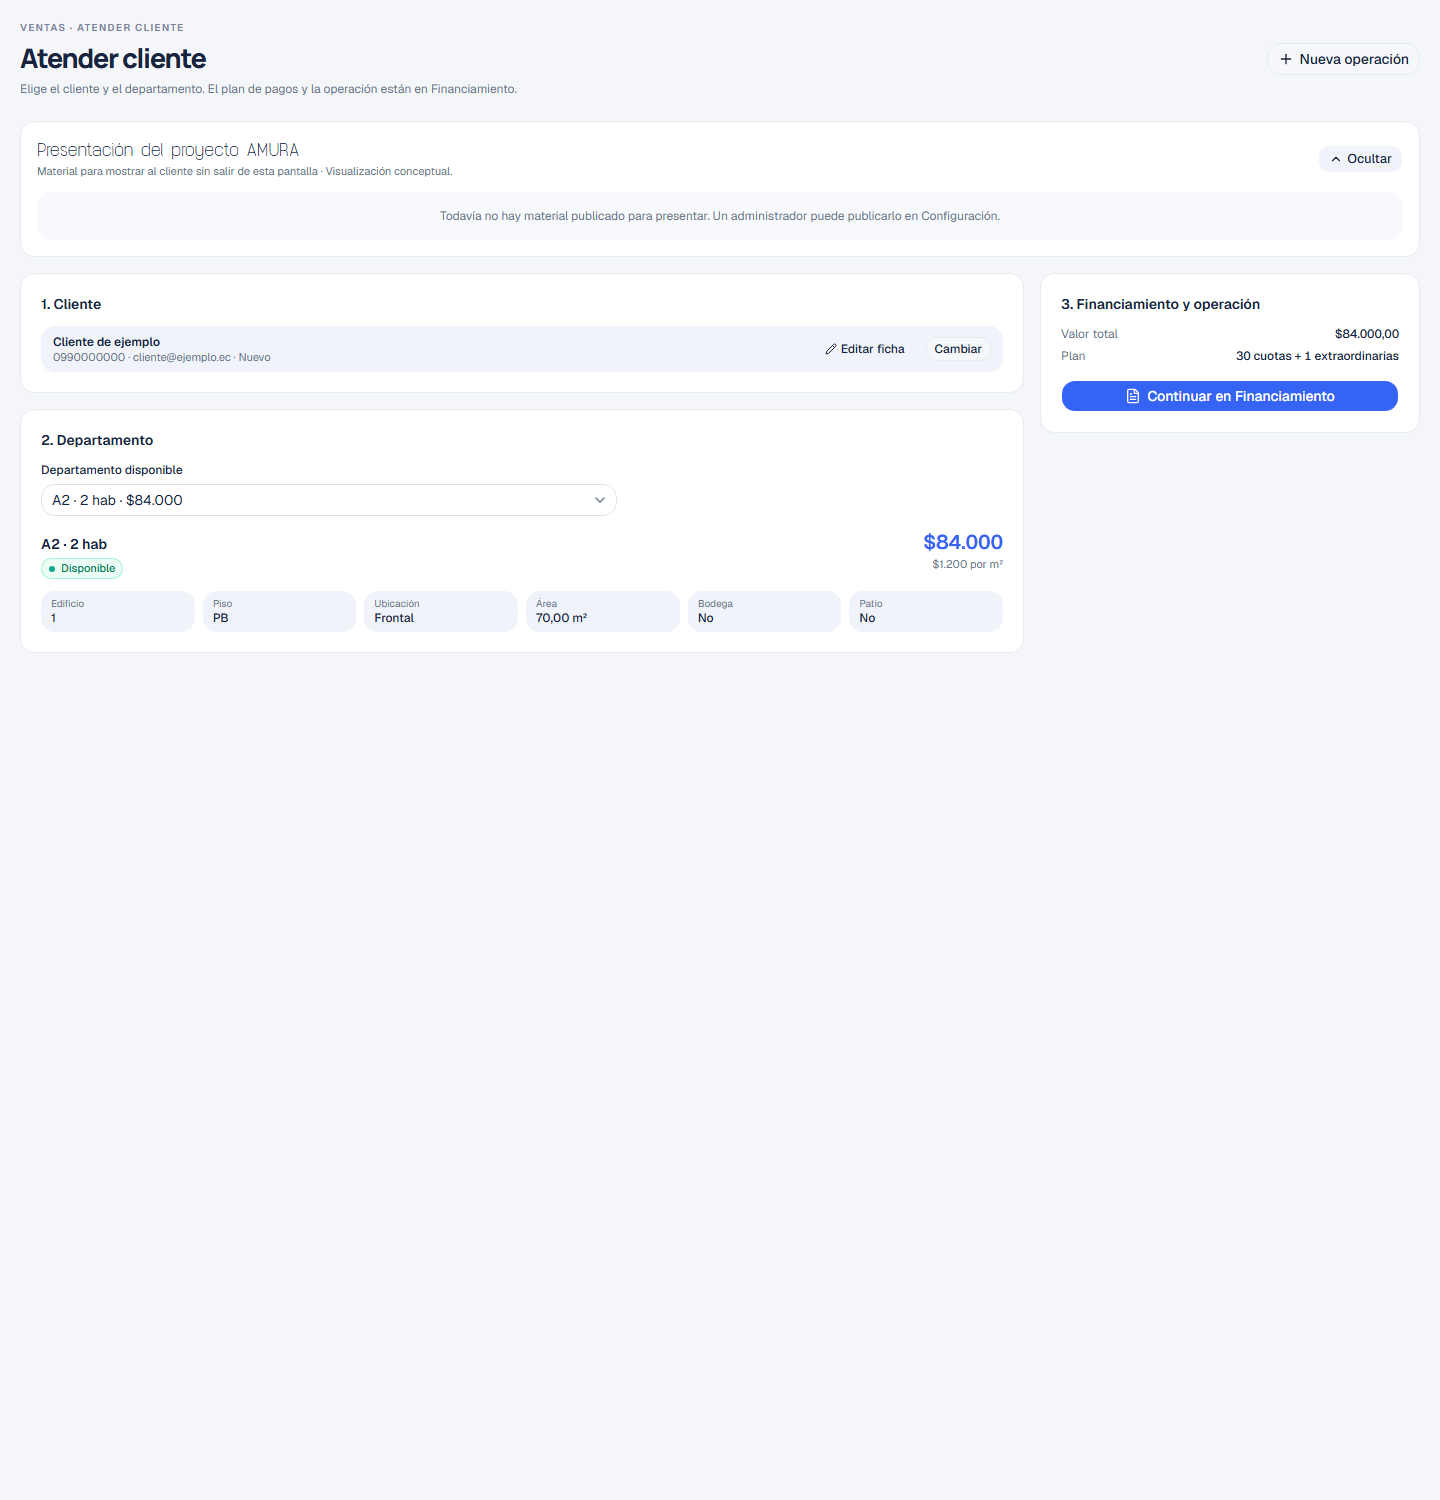 VENTAS · ATENDER CLIENTE
Atender cliente
Nueva operación
Elige el cliente y el departamento. El plan de pagos y la operación están en Financiamiento.
Presentación del proyecto AMURA
Material para mostrar al cliente sin salir de esta pantalla · Visualización conceptual.
Ocultar
Todavía no hay material publicado para presentar. Un administrador puede publicarlo en Configuración.
1. Cliente
Cliente de ejemplo
0990000000 · cliente@ejemplo.ec · Nuevo
Editar ficha
Cambiar
2. Departamento
Departamento disponible
A2 · 2 hab · $84.000
A2 · 2 hab
Disponible
$84.000
$1.200 por m²
Edificio
1
Piso
PB
Ubicación
Frontal
Área
70,00 m²
Bodega
No
Patio
No
3. Financiamiento y operación
Valor total
$84.000,00
Plan
30 cuotas + 1 extraordinarias
Continuar en Financiamiento